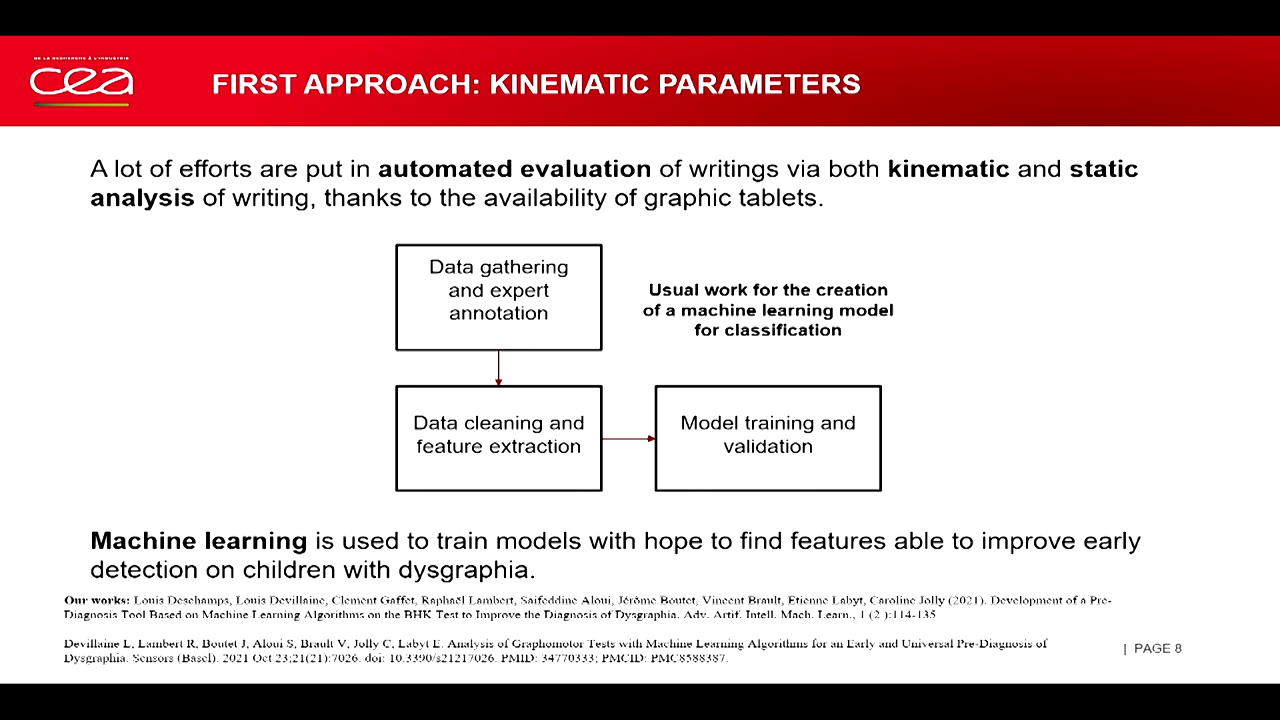 DE LA RECHERCHE À L'INDUSTRIE
cea
FIRST APPROACH: KINEMATIC PARAMETERS
A lot of efforts are put in automated evaluation of writings via both kinematic and static
analysis of writing, thanks to the availability of graphic tablets.
Data gathering
and expert
annotation
Usual work for the creation
of a machine learning model
for classification
Data cleaning and
feature extraction
Model training and
validation
Machine learning is used to train models with hope to find features able to improve early
detection on children with dysgraphia.
Our works: Louis Deschamps, Louis Devillaine, Clement Gaffet, Raphaël Lambert, Saifeddine Aloui, Jérôme Boutet, Vincent Brault, Etienne Labyt, Caroline Jolly (2021). Development of a Pre-
Diagnosis Tool Based on Machine Learning Algorithms on the BHK Test to Improve the Diagnosis of Dysgraphia. Adv. Artif. Intell. Mach. Learn., 1 (2 ):114-135
Devillaine L, Lambert R, Boutet J, Aloui S, Brault V, Jolly C, Labyt E. Analysis of Graphomotor Tests with Machine Learning Algorithms for an Early and Universal Pre-Diagnosis of
Dysgraphia. Sensors (Basel). 2021 Oct 23;21(21):7026. doi: 10.3390/s21217026. PMID: 34770333; PMCID: PMC8588387.
| PAGE 8